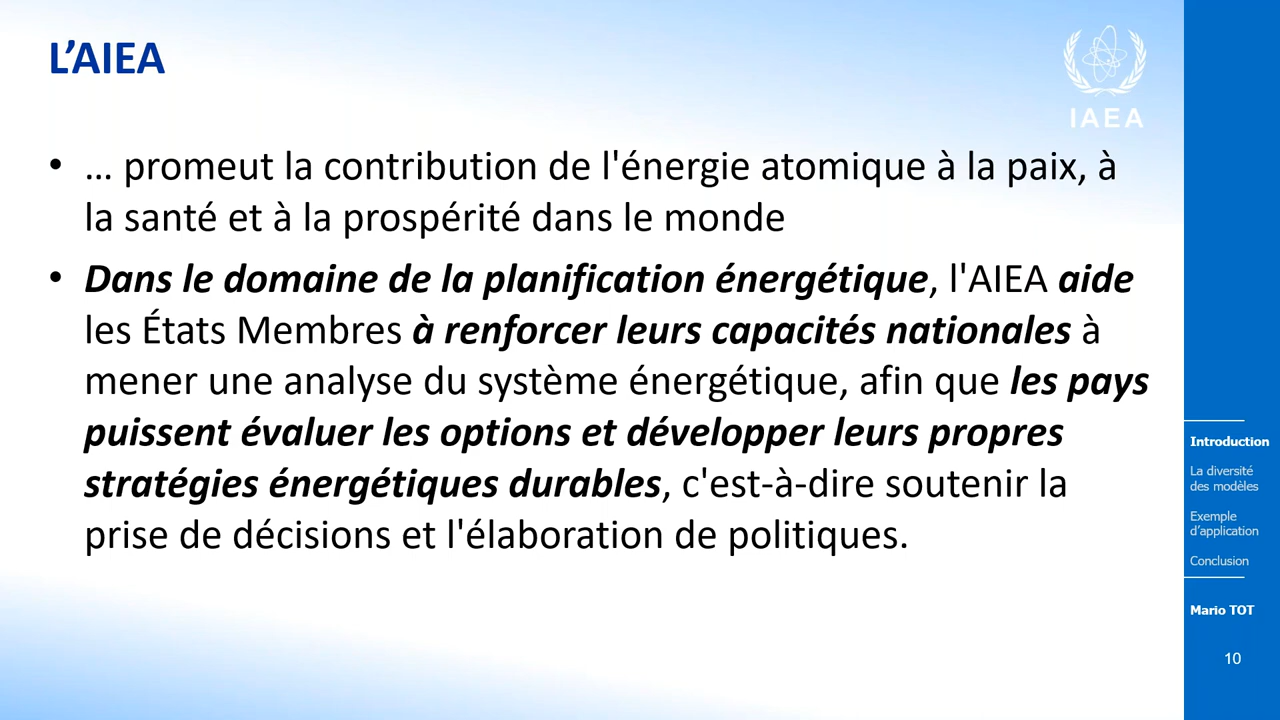 L’AIEA
IAEA
• … promeut la contribution de l'énergie atomique à la paix, à
la santé et à la prospérité dans le monde
• Dans le domaine de la planification énergétique, l'AIEA aide
les États Membres à renforcer leurs capacités nationales à
mener une analyse du système énergétique, afin que les pays
puissent évaluer les options et développer leurs propres
stratégies énergétiques durables, c'est-à-dire soutenir la
prise de décisions et l'élaboration de politiques.
Introduction
La diversité
des modèles
Exemple
d’application
Conclusion
Mario TOT
10